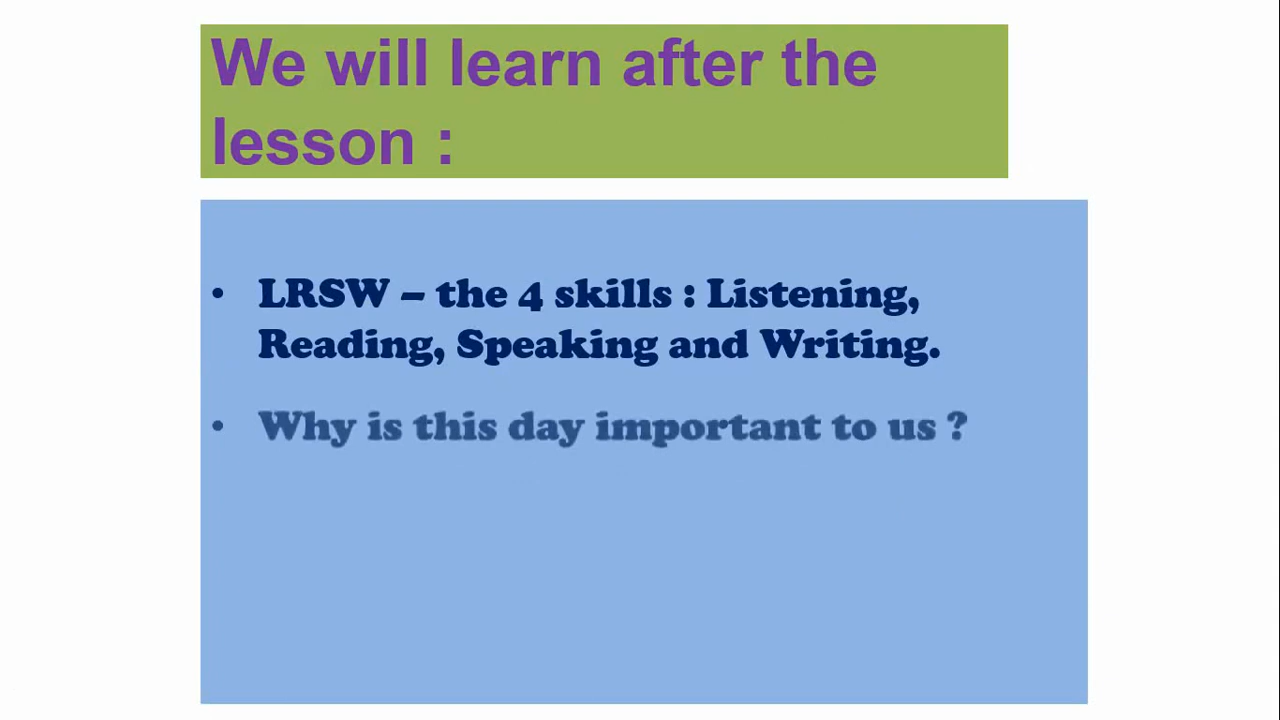 We will learn after the
lesson :
• LRSW – the 4 skills : Listening,
Reading, Speaking and Writing.
• Why is this day important to us ?